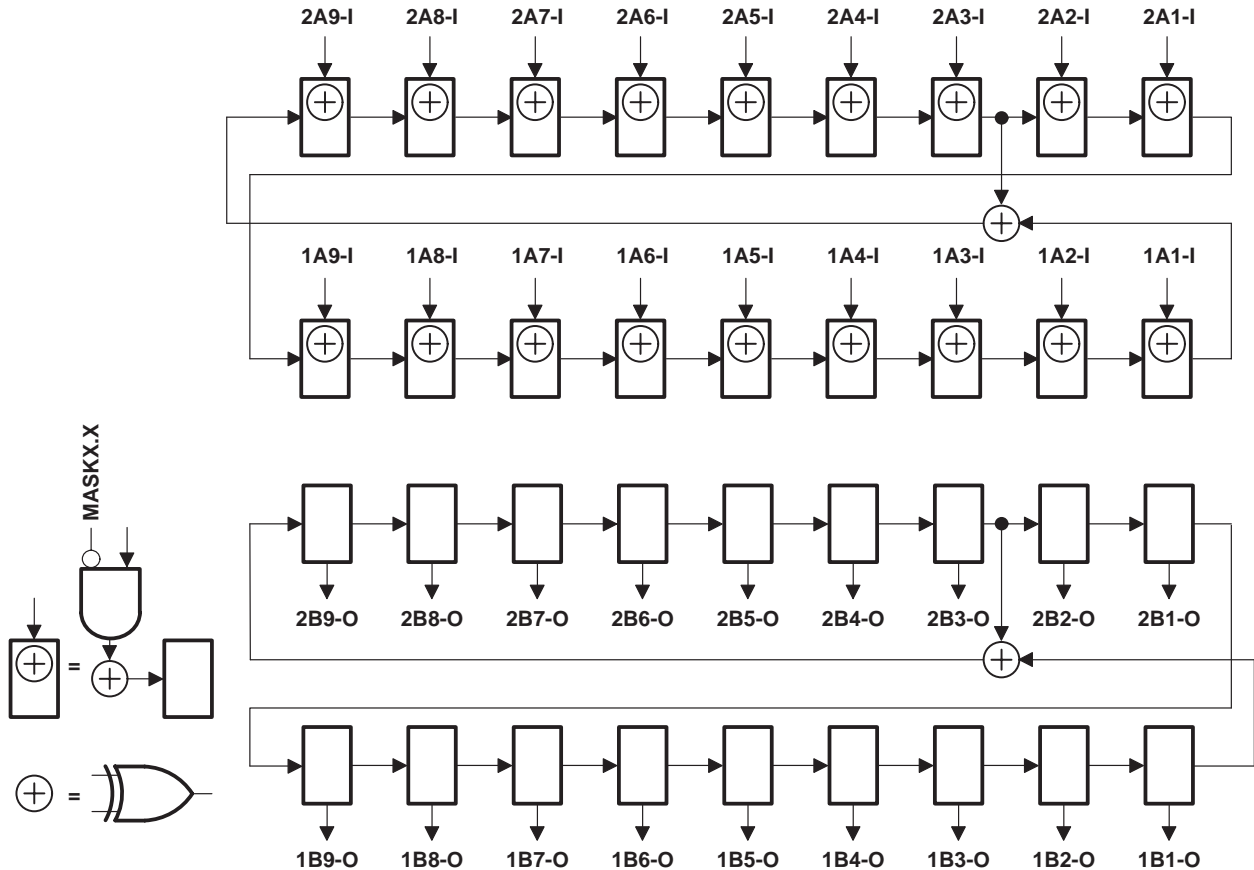 2A9-I 2A8-I 2A7-I 2A6-I 2A5-I 2A4-I 2A3-I 2A2-I 2A1-I
1A9-I 1A8-I 1A7-I 1A6-I 1A5-I 1A4-I 1A3-I 1A2-I 1A1-I
MASKX.X
2B9-O 2B8-O 2B7-O 2B6-O 2B5-O 2B4-O 2B3-O 2B2-O 2B1-O
=
=
1B9-O 1B8-O 1B7-O 1B6-O 1B5-O 1B4-O 1B3-O 1B2-O 1B1-O